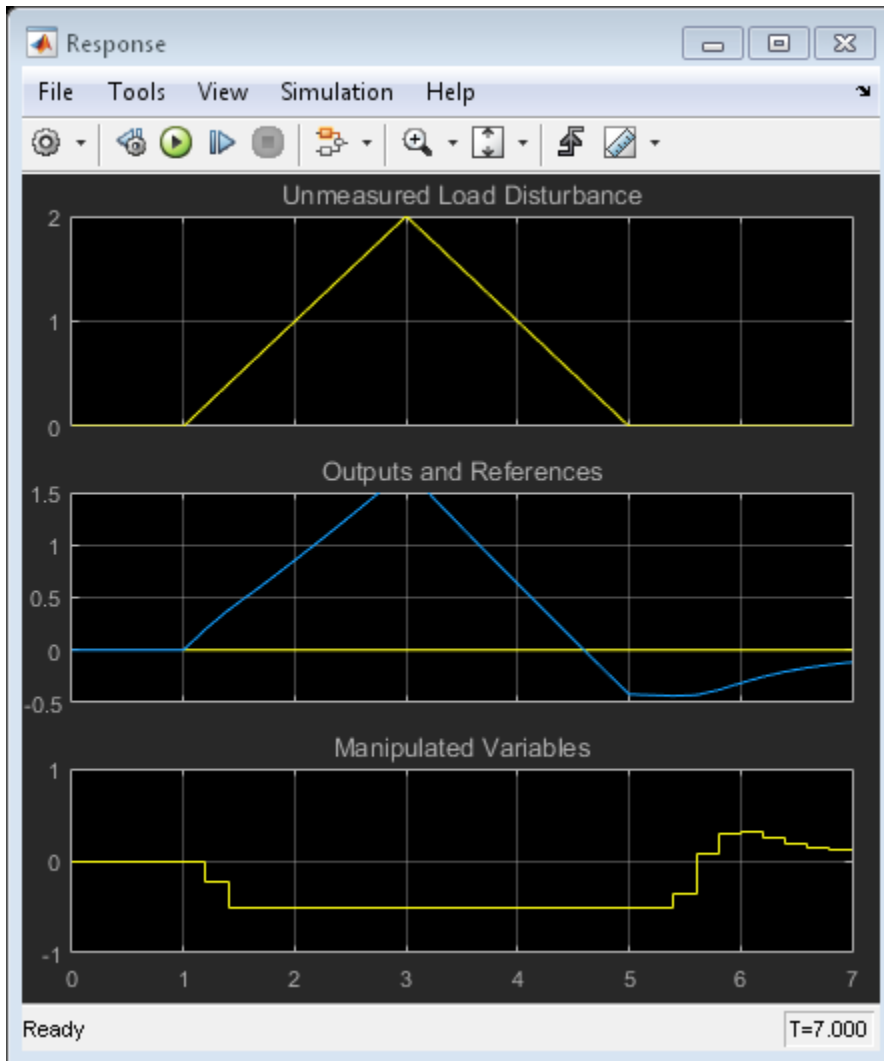 Response
File Tools View Simulation Help
Unmeasured Load Disturbance
2
1
0
Outputs and References
1.5
1
0.5
0
-0.5
Manipulated Variables
1
0
-1
0 1 2 3 4 5 6 7
Ready T=7.000